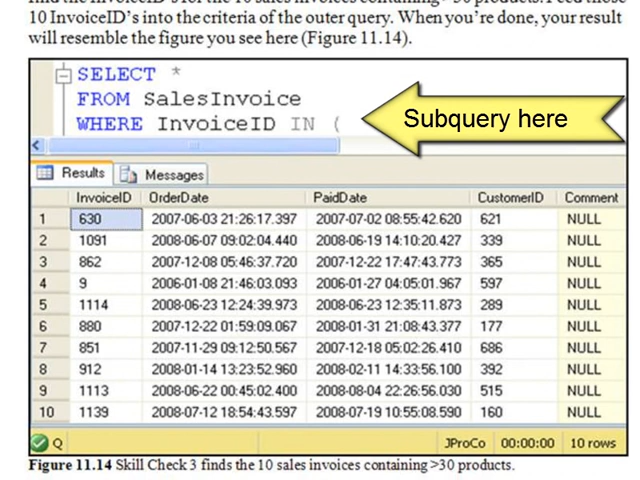 10 InvoiceID's into the criteria of the outer query. When you're done, your result
will resemble the figure you see here (Figure 11.14).
SELECT *
FROM SalesInvoice
WHERE InvoiceID IN (
Subquery here
Results Messages
InvoiceID OrderDate PaidDate CustomerID Comment
1 630 2007-06-03 21:26:17.397 2007-07-02 08:55:42.620 621 NULL
2 1091 2008-06-07 09:02:04.440 2008-06-19 14:10:20.427 339 NULL
3 862 2007-12-08 05:46:37.720 2007-12-22 17:47:43.773 365 NULL
4 9 2006-01-08 21:46:03.093 2006-01-27 04:05:01.967 597 NULL
5 1114 2008-06-23 12:24:39.973 2008-06-23 12:35:11.873 289 NULL
6 880 2007-12-22 01:59:09.067 2008-01-31 21:08:43.377 177 NULL
7 851 2007-11-29 09:12:50.567 2007-12-18 05:02:26.410 686 NULL
8 912 2008-01-14 13:23:52.960 2008-02-11 14:33:56.100 392 NULL
9 1113 2008-06-22 00:45:02.400 2008-08-04 22:26:56.030 515 NULL
10 1139 2008-07-12 18:54:43.597 2008-07-19 10:55:08.590 160 NULL
Q JProCo 00:00:00 10 rows
Figure 11.14 Skill Check 3 finds the 10 sales invoices containing >30 products.